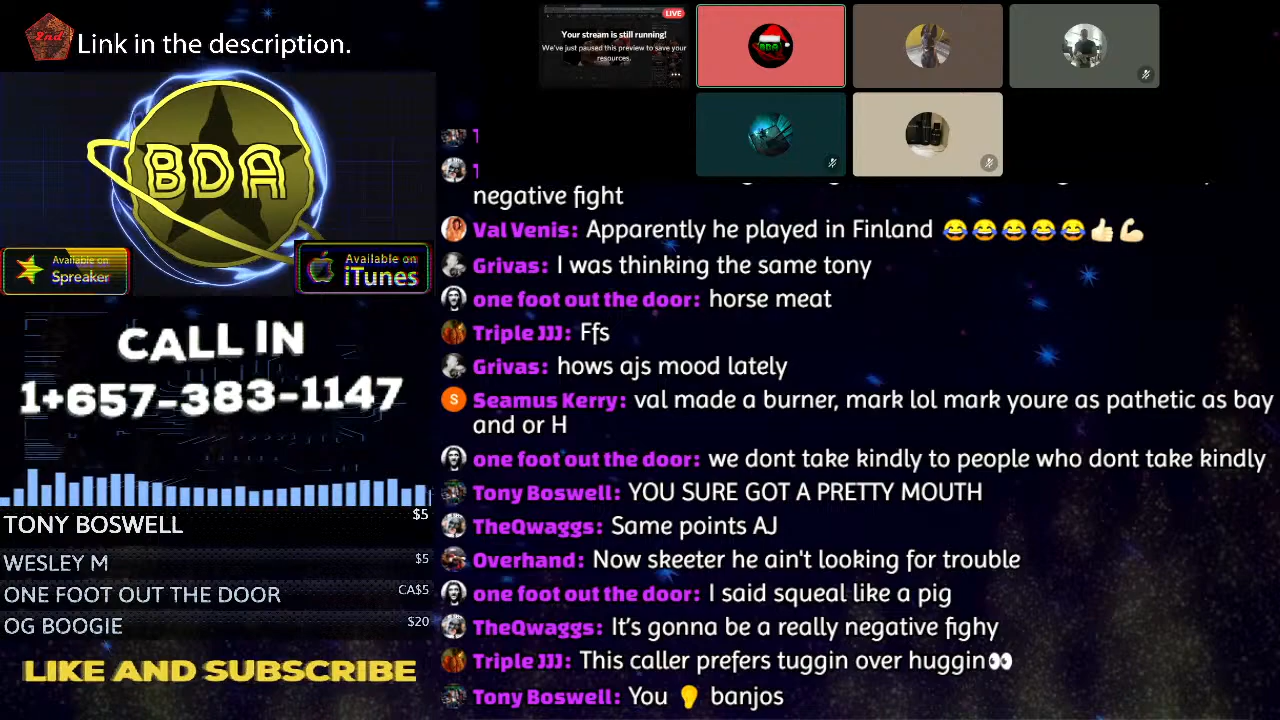 2nd
Link in the description.
BDA
Available on
Spreaker
Available on
iTunes
CALL IN
1+657-383-1147
TONY BOSWELL $5
WESLEY M $5
ONE FOOT OUT THE DOOR CA$5
OG BOOGIE $20
LIKE AND SUBSCRIBE
LIVE
Your stream is still running!
We've just paused this preview to save your
resources.
BDA
negative fight
Val Venis: Apparently he played in Finland 😂😂😂😂😂👍🏻💪🏻
Grivas: I was thinking the same tony
one foot out the door: horse meat
Triple JJJ: Ffs
Grivas: hows ajs mood lately
S
Seamus Kerry: val made a burner, mark lol mark youre as pathetic as bay
and or H
one foot out the door: we dont take kindly to people who dont take kindly
Tony Boswell: YOU SURE GOT A PRETTY MOUTH
TheQwaggs: Same points AJ
Overhand: Now skeeter he ain't looking for trouble
one foot out the door: I said squeal like a pig
TheQwaggs: It's gonna be a really negative fighy
Triple JJJ: This caller prefers tuggin over huggin👀
Tony Boswell: You 👂 banjos